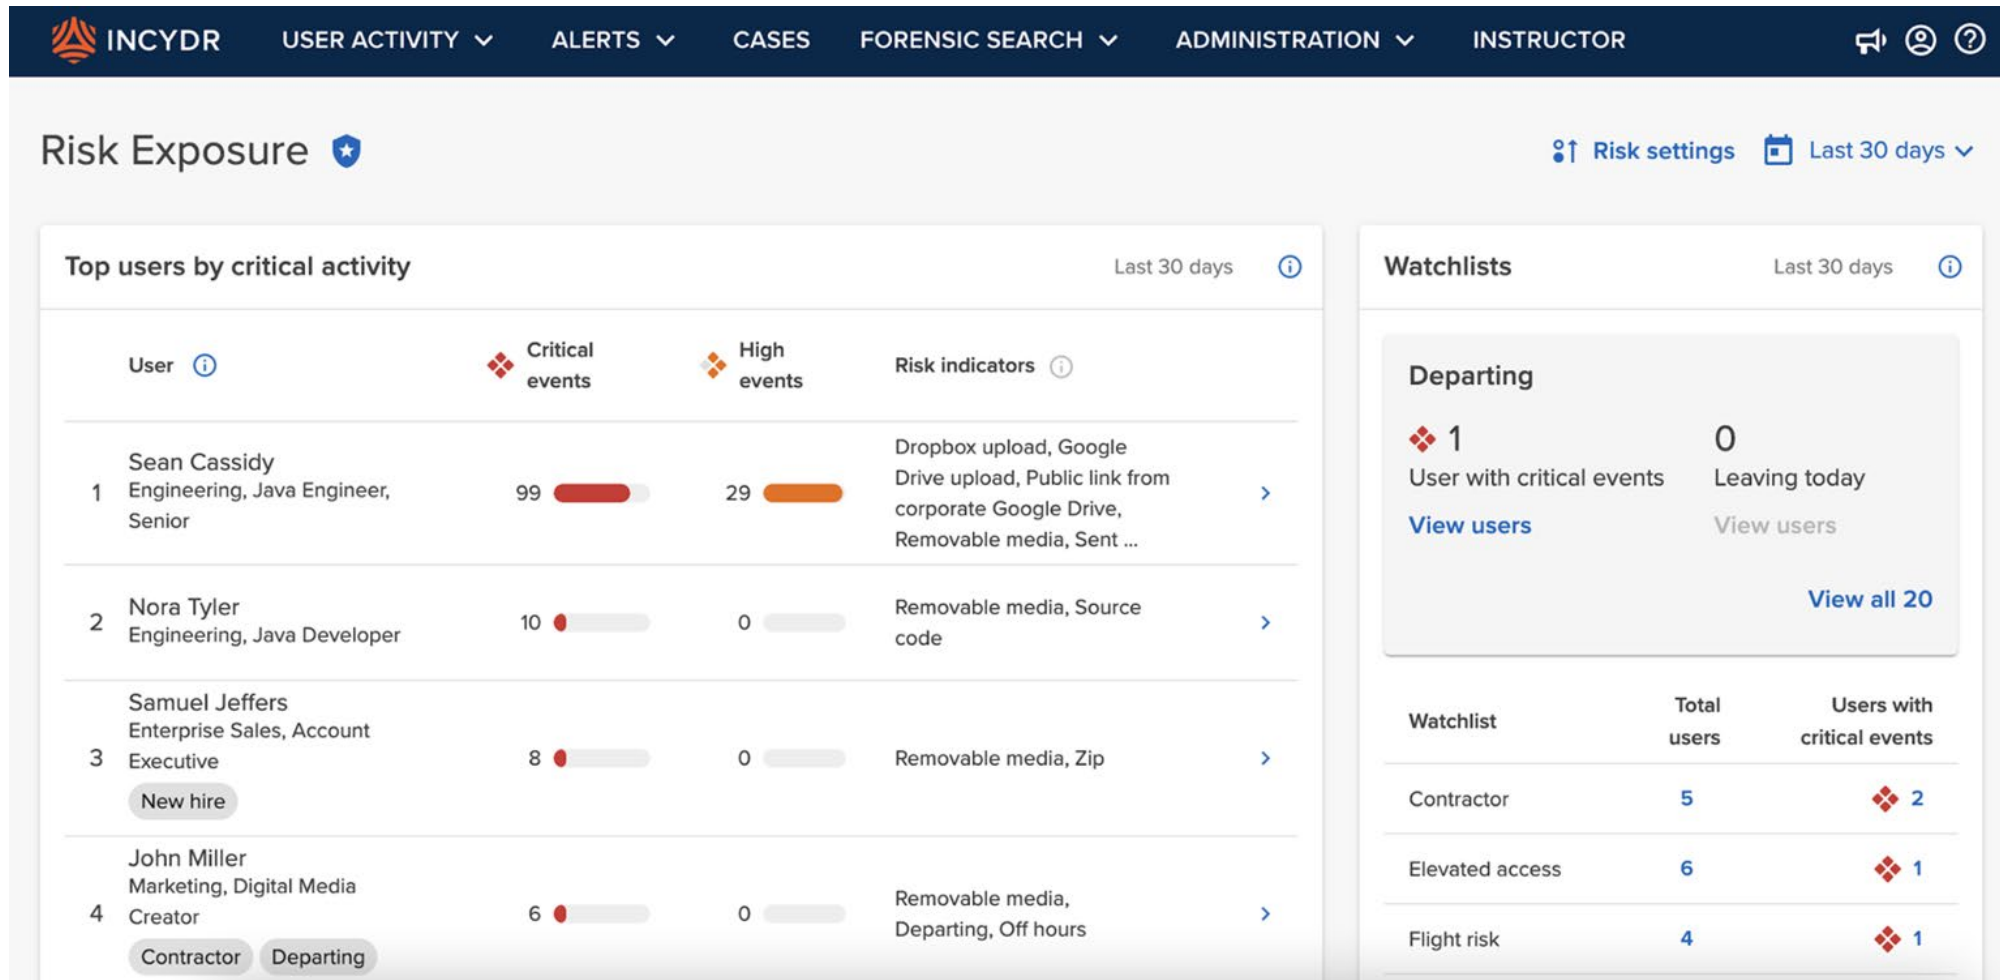 INCYDR USER ACTIVITY ALERTS CASES FORENSIC SEARCH ADMINISTRATION INSTRUCTOR
Risk Exposure
Risk settings Last 30 days
Top users by critical activity Last 30 days
User Critical events High events Risk indicators
1
Sean Cassidy
Engineering, Java Engineer,
Senior
99
29
Dropbox upload, Google
Drive upload, Public link from
corporate Google Drive,
Removable media, Sent ...
2
Nora Tyler
Engineering, Java Developer
10
0
Removable media, Source
code
3
Samuel Jeffers
Enterprise Sales, Account
Executive
New hire
8
0
Removable media, Zip
4
John Miller
Marketing, Digital Media
Creator
Contractor Departing
6
0
Removable media,
Departing, Off hours
Watchlists Last 30 days
Departing
1
User with critical events
View users
0
Leaving today
View users
View all 20
Watchlist Total users Users with critical events
Contractor 5 2
Elevated access 6 1
Flight risk 4 1